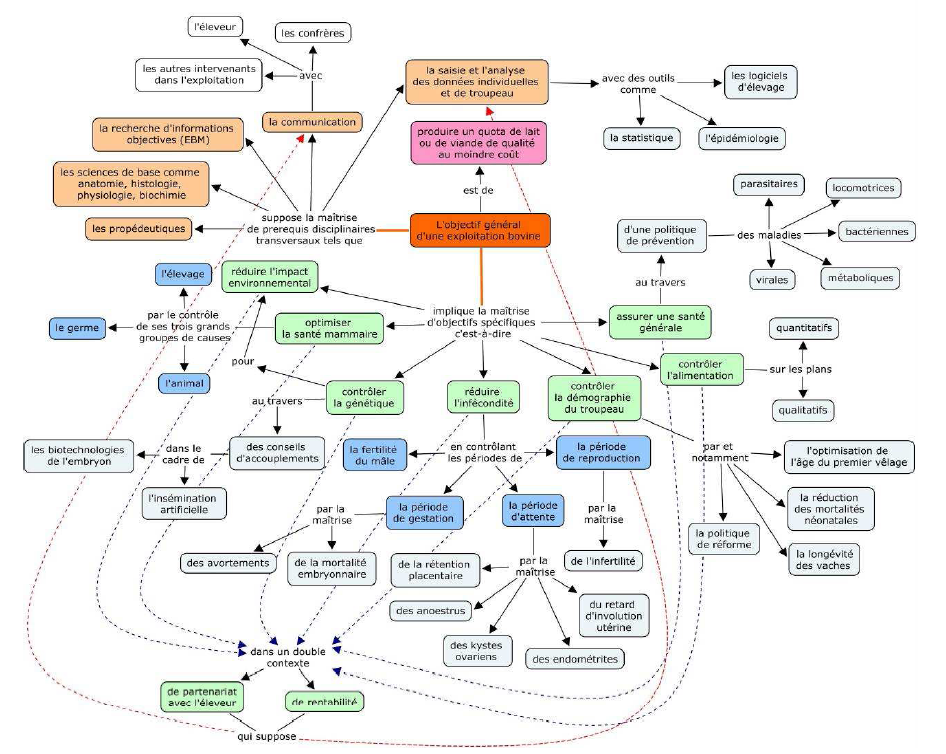 l'éleveur
les confrères
les autres intervenants
dans l'exploitation
avec
la saisie et l'analyse
des données individuelles
et de troupeau
avec des outils
comme
les logiciels
d'élevage
la statistique
l'épidémiologie
la communication
la recherche d'informations
objectives (EBM)
produire un quota de lait
ou de viande de qualité
au moindre coût
les sciences de base comme
anatomie, histologie,
physiologie, biochimie
est de
les propédeutiques
suppose la maîtrise
de prerequis disciplinaires
transversaux tels que
L'objectif général
d'une exploitation bovine
parasitaires
locomotrices
d'une politique
de prévention
des maladies
bactériennes
virales
métaboliques
au travers
l'élevage
réduire l'impact
environnemental
par le contrôle
de ses trois grands
groupes de causes
le germe
l'animal
optimiser
la santé mammaire
implique la maîtrise
d'objectifs spécifiques
c'est-à-dire
assurer une santé
générale
quantitatifs
contrôler
l'alimentation
sur les plans
qualitatifs
pour
contrôler
la génétique
réduire
l'infécondité
contrôler
la démographie
du troupeau
au travers
les biotechnologies
de l'embryon
dans le
cadre de
des conseils
d'accouplements
l'insémination
artificielle
la fertilité
du mâle
en contrôlant
les périodes de
la période
de reproduction
par et
notamment
l'optimisation de
l'âge du premier vêlage
la réduction
des mortalités
néonatales
la politique
de réforme
la longévité
des vaches
par la
maîtrise
la période
de gestation
la période
d'attente
par la
maîtrise
des avortements
de la mortalité
embryonnaire
de la rétention
placentaire
par la
maîtrise
de l'infertilité
des anoestrus
du retard
d'involution
utérine
des kystes
ovariens
des endométrites
dans un double
contexte
de partenariat
avec l'éleveur
de rentabilité
qui suppose